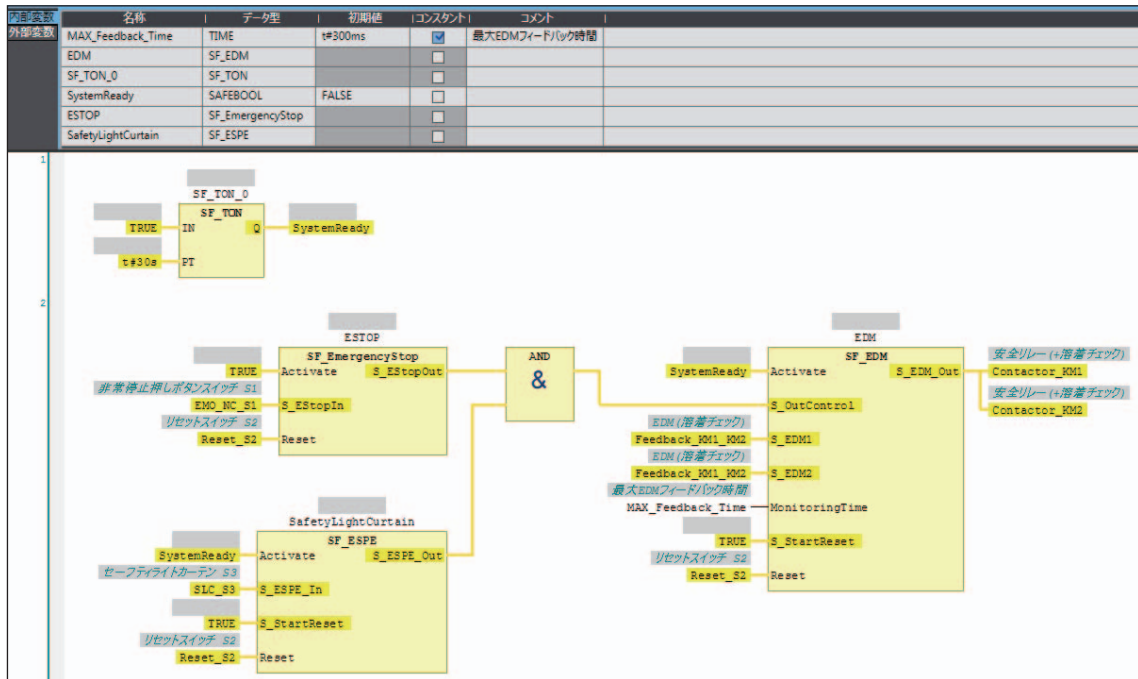 内部変数 名称 データ型 初期値 コンスタント コメント
外部変数 MAX_Feedback_Time TIME t#300ms 最大EDMフィードバック時間
EDM SF_EDM
SF_TON_0 SF_TON
SystemReady SAFEBOOL FALSE
ESTOP SF_EmergencyStop
SafetyLightCurtain SF_ESPE
1
SF_TON_0
SF_TON
TRUE IN Q SystemReady
t#30s PT
2
ESTOP
SF_EmergencyStop
TRUE Activate S_EStopOut
非常停止押しボタンスイッチ S1
EMO_NC_S1 S_EStopIn
リセットスイッチ S2
Reset_S2 Reset
AND
&
SafetyLightCurtain
SF_ESPE
SystemReady Activate S_ESPE_Out
セーフティライトカーテン S3
SLC_S3 S_ESPE_In
TRUE S_StartReset
リセットスイッチ S2
Reset_S2 Reset
EDM
SF_EDM
SystemReady Activate S_EDM_Out
安全リレー (+溶着チェック)
Contactor_KM1
安全リレー (+溶着チェック)
Contactor_KM2
S_OutControl
EDM (溶着チェック)
Feedback_KM1_KM2 S_EDM1
EDM (溶着チェック)
Feedback_KM1_KM2 S_EDM2
最大EDMフィードバック時間
MAX_Feedback_Time MonitoringTime
TRUE S_StartReset
リセットスイッチ S2
Reset_S2 Reset